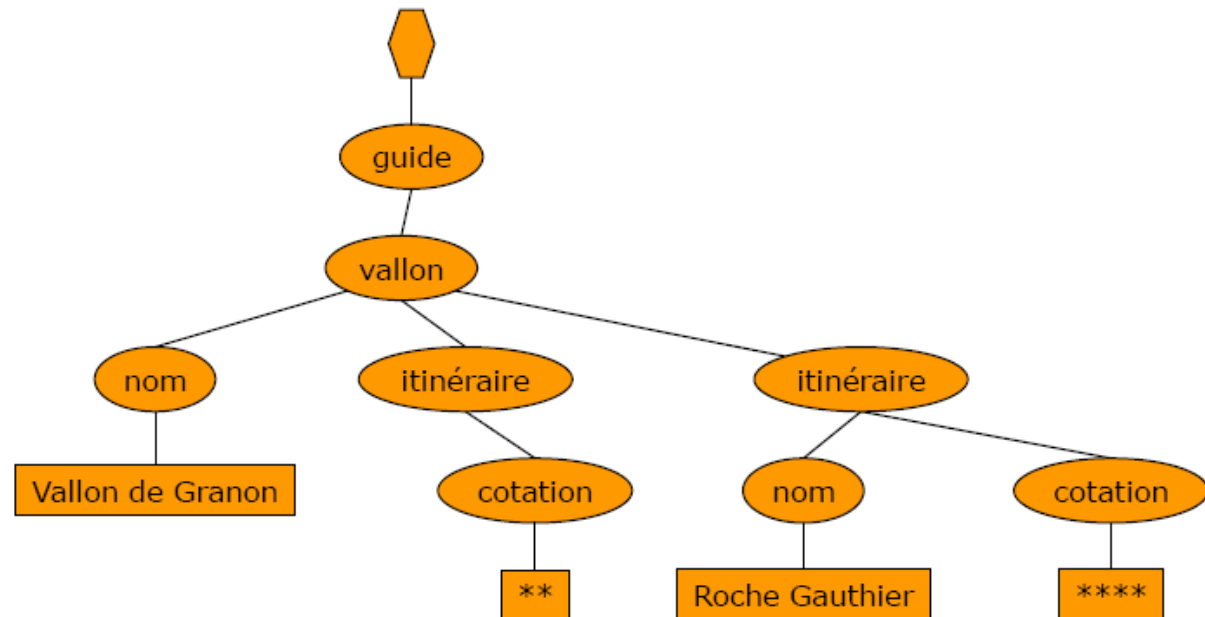 guide
vallon
nom
itinéraire
itinéraire
Vallon de Granon
cotation
nom
cotation
**
Roche Gauthier
****